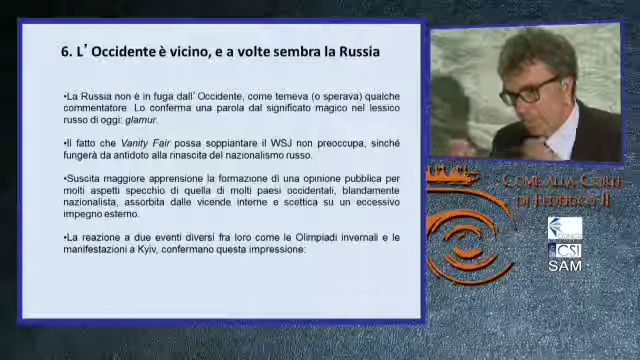 6. L’ Occidente è vicino, e a volte sembra la Russia
•La Russia non è in fuga dall’ Occidente, come temeva (o sperava) qualche
commentatore. Lo conferma una parola dal significato magico nel lessico
russo di oggi: glamur.
•Il fatto che Vanity Fair possa soppiantare il WSJ non preoccupa, sinché
fungerà da antidoto alla rinascita del nazionalismo russo.
•Suscita maggiore apprensione la formazione di una opinione pubblica per
molti aspetti specchio di quella di molti paesi occidentali, blandamente
nazionalista, assorbita dalle vicende interne e scettica su un eccessivo
impegno esterno.
•La reazione a due eventi diversi fra loro come le Olimpiadi invernali e le
manifestazioni a Kyiv, confermano questa impressione:
Come alla Corte
di Federico II
CSI
SAM